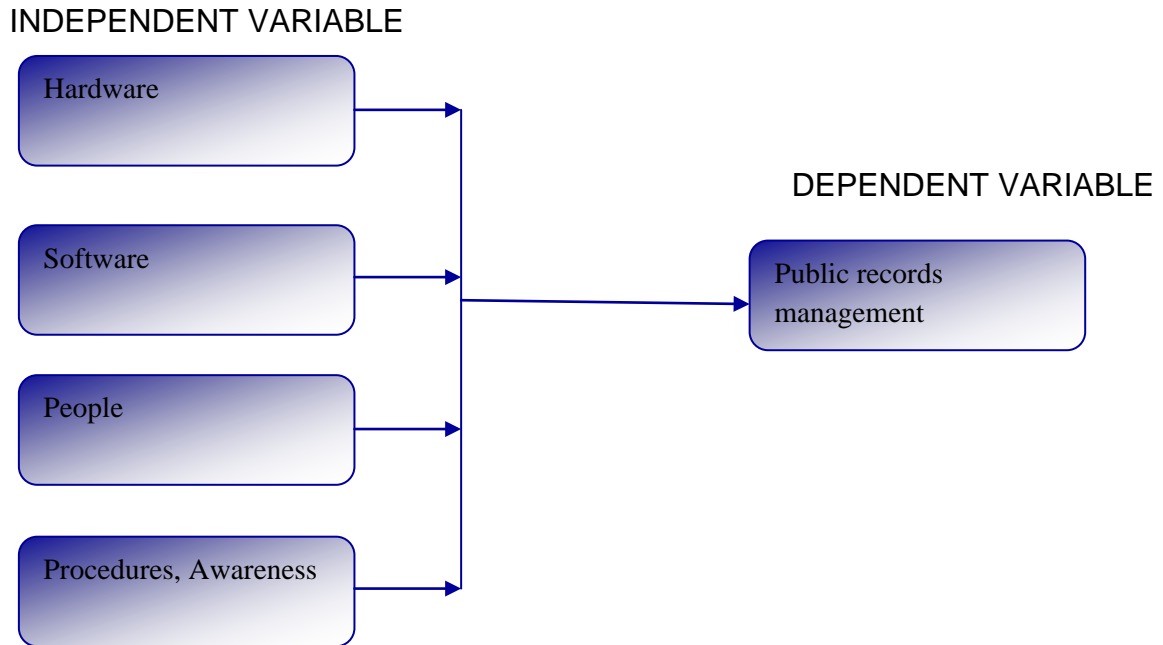 INDEPENDENT VARIABLE
Hardware
DEPENDENT VARIABLE
Software
Public records
management
People
Procedures, Awareness